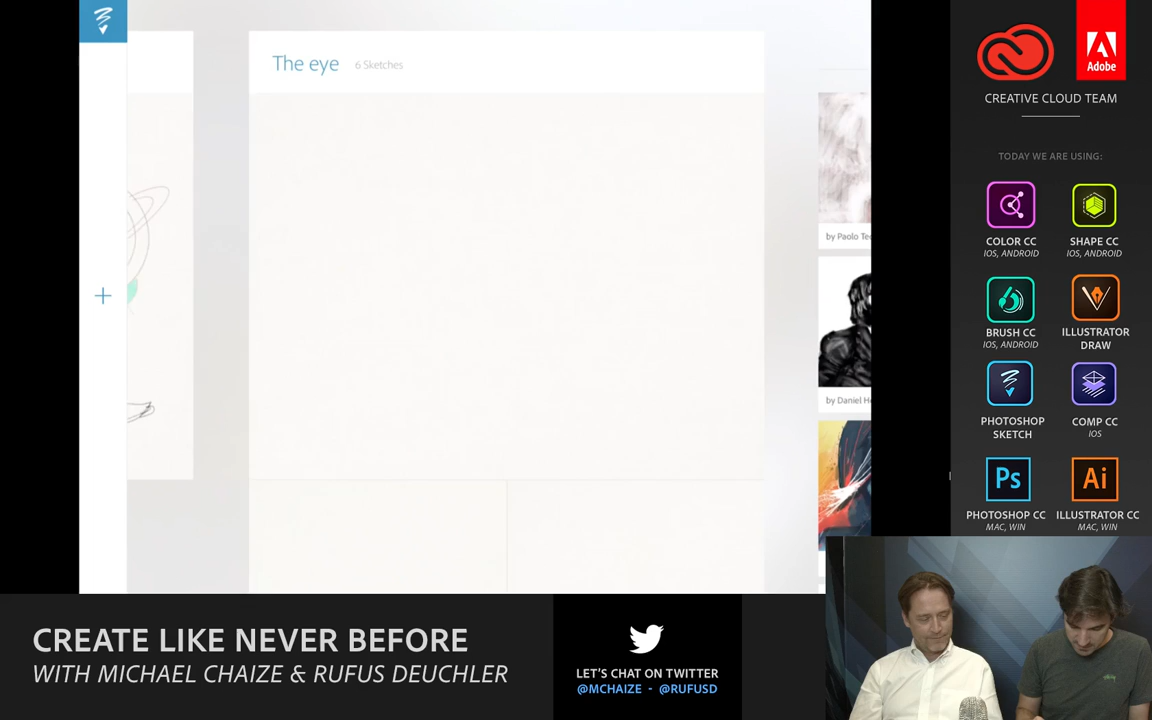 The eye 6 Sketches
by Paolo Te
by Daniel H
Adobe
CREATIVE CLOUD TEAM
TODAY WE ARE USING:
COLOR CC
IOS, ANDROID
SHAPE CC
IOS, ANDROID
BRUSH CC
IOS, ANDROID
ILLUSTRATOR
DRAW
PHOTOSHOP
SKETCH
COMP CC
IOS
Ps
PHOTOSHOP CC
MAC, WIN
Ai
ILLUSTRATOR CC
MAC, WIN
CREATE LIKE NEVER BEFORE
WITH MICHAEL CHAIZE & RUFUS DEUCHLER
LET'S CHAT ON TWITTER
@MCHAIZE - @RUFUSD